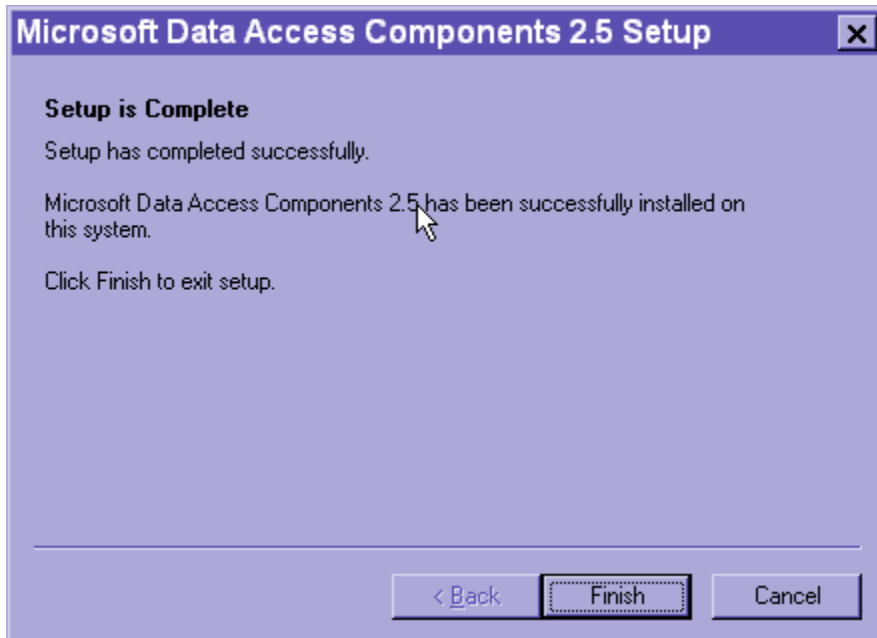 Microsoft Data Access Components 2.5 Setup
Setup is Complete
Setup has completed successfully.
Microsoft Data Access Components 2.5 has been successfully installed on
this system.
Click Finish to exit setup.
< Back
Finish
Cancel